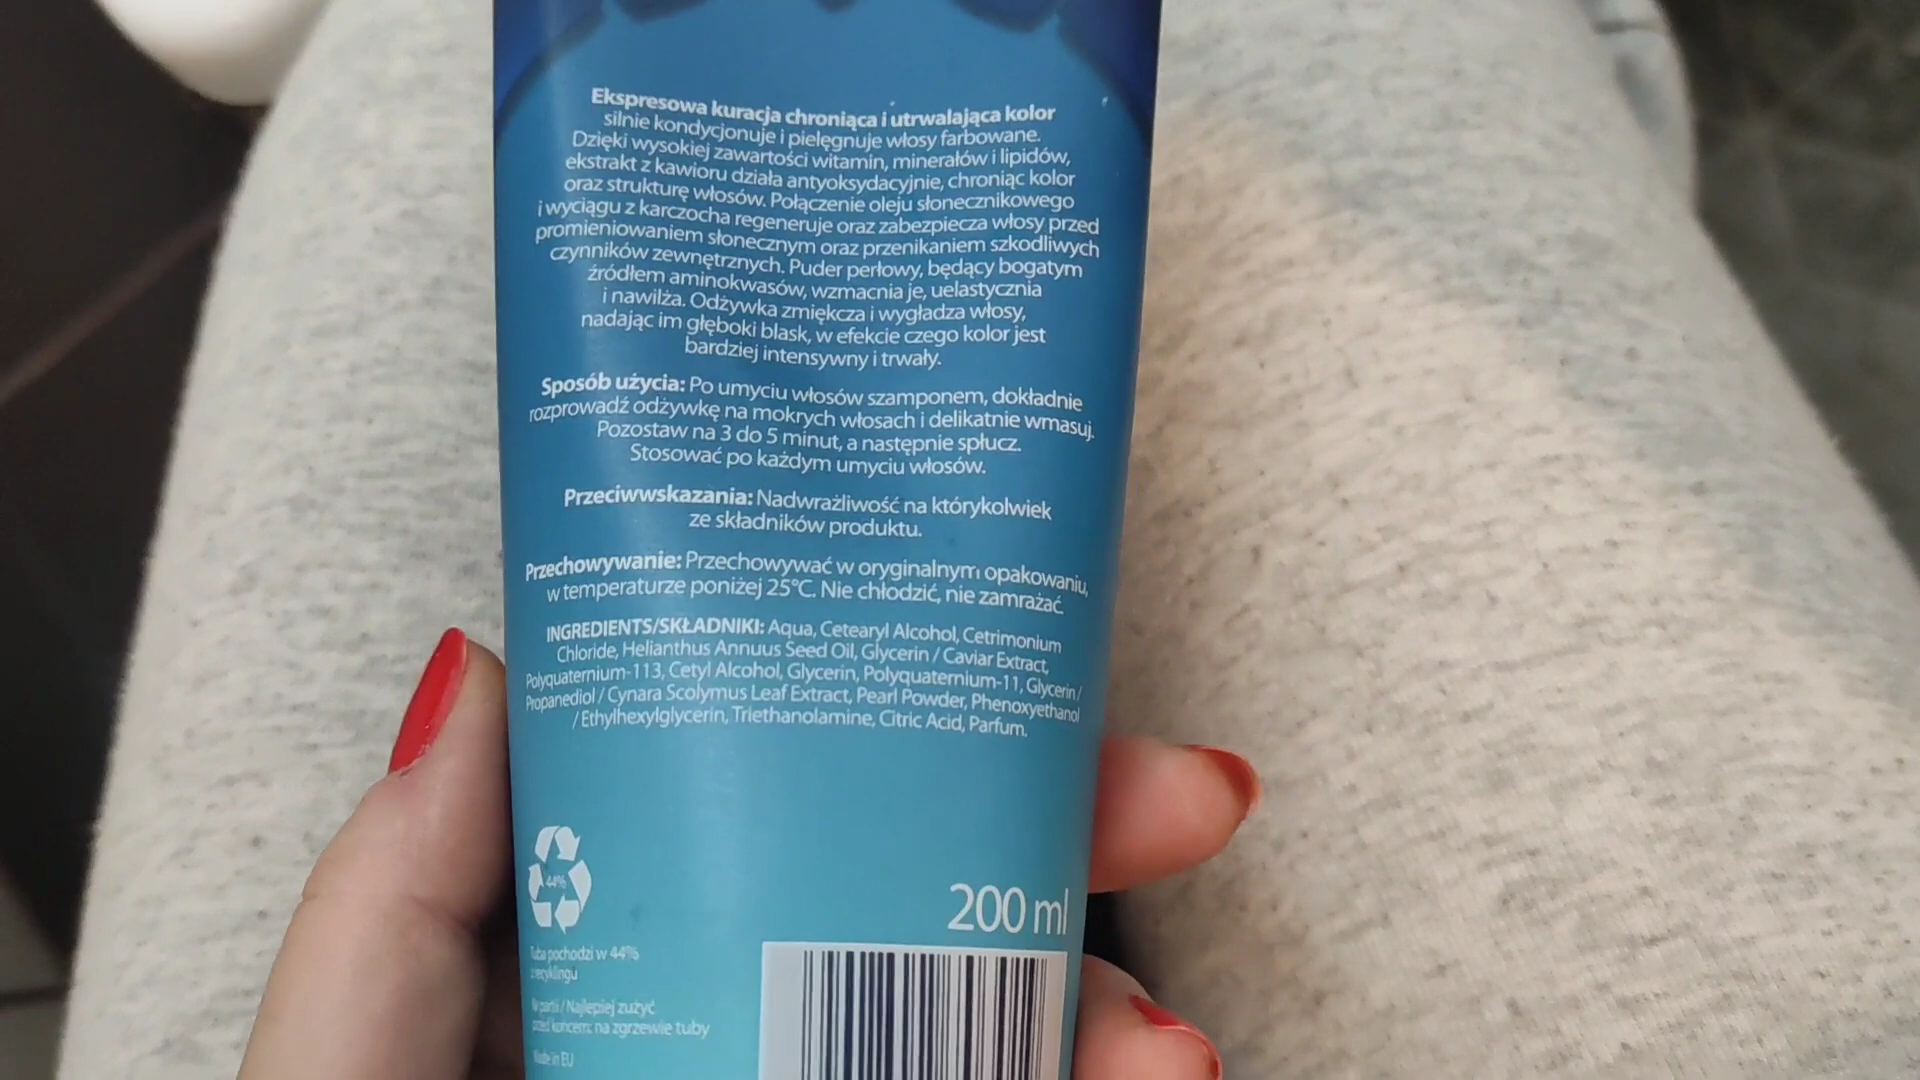 Ekspresowa kuracja chroniąca i utrwalająca kolor
silnie kondycjonuje i pielęgnuje włosy farbowane.
Dzięki wysokiej zawartości witamin, minerałów i lipidów,
ekstrakt z kawioru działa antyoksydacyjnie, chroniąc kolor
oraz strukturę włosów. Połączenie oleju słonecznikowego
i wyciągu z karczocha regeneruje oraz zabezpiecza włosy przed
promieniowaniem słonecznym oraz przenikaniem szkodliwych
czynników zewnętrznych. Puder perłowy, będący bogatym
źródłem aminokwasów, wzmacnia je, uelastycznia
i nawilża. Odżywka zmiękcza i wygładza włosy,
nadając im głęboki blask, w efekcie czego kolor jest
bardziej intensywny i trwały.
Sposób użycia: Po umyciu włosów szamponem, dokładnie
rozprowadź odżywkę na mokrych włosach i delikatnie wmasuj.
Pozostaw na 3 do 5 minut, a następnie spłucz.
Stosować po każdym umyciu włosów.
Przeciwwskazania: Nadwrażliwość na którykolwiek
ze składników produktu.
Przechowywanie: Przechowywać w oryginalnym opakowaniu,
w temperaturze poniżej 25°C. Nie chłodzić, nie zamrażać.
INGREDIENTS/SKŁADNIKI: Aqua, Cetearyl Alcohol, Cetrimonium
Chloride, Helianthus Annuus Seed Oil, Glycerin / Caviar Extract,
Polyquaternium-113, Cetyl Alcohol, Glycerin, Polyquaternium-11, Glycerin /
Propanediol / Cynara Scolymus Leaf Extract, Pearl Powder, Phenoxyethanol
/ Ethylhexylglycerin, Triethanolamine, Citric Acid, Parfum.
44%
200 ml
Tuba pochodzi w 44%
z recyklingu
Nr partii / Najlepiej zużyć
przed końcem: na zgrzewie tuby
Made in EU